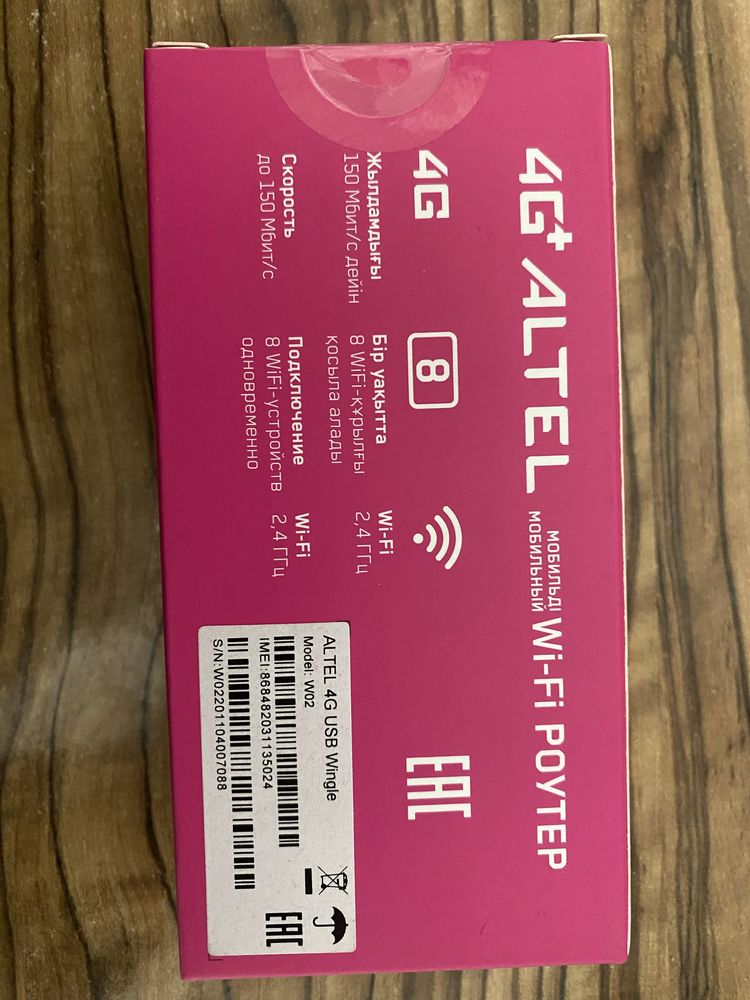 4G+ ALTEL
МОБИЛЬДІ
МОБИЛЬНЫЙ
Wi-Fi РОУТЕР
4G
Жылдамдығы
150 Мбит/с дейін
Скорость
до 150 Мбит/с
8
Бір уақытта
8 WiFi-құрылғы
қосыла алады
Подключение
8 WiFi-устройств
одновременно
Wi-Fi
2,4 ГГц
Wi-Fi
2,4 ГГц
EAC
ALTEL 4G USB Wingle
Model: W02
IMEI:868482031135024
S/N:W02201104007088
EAC